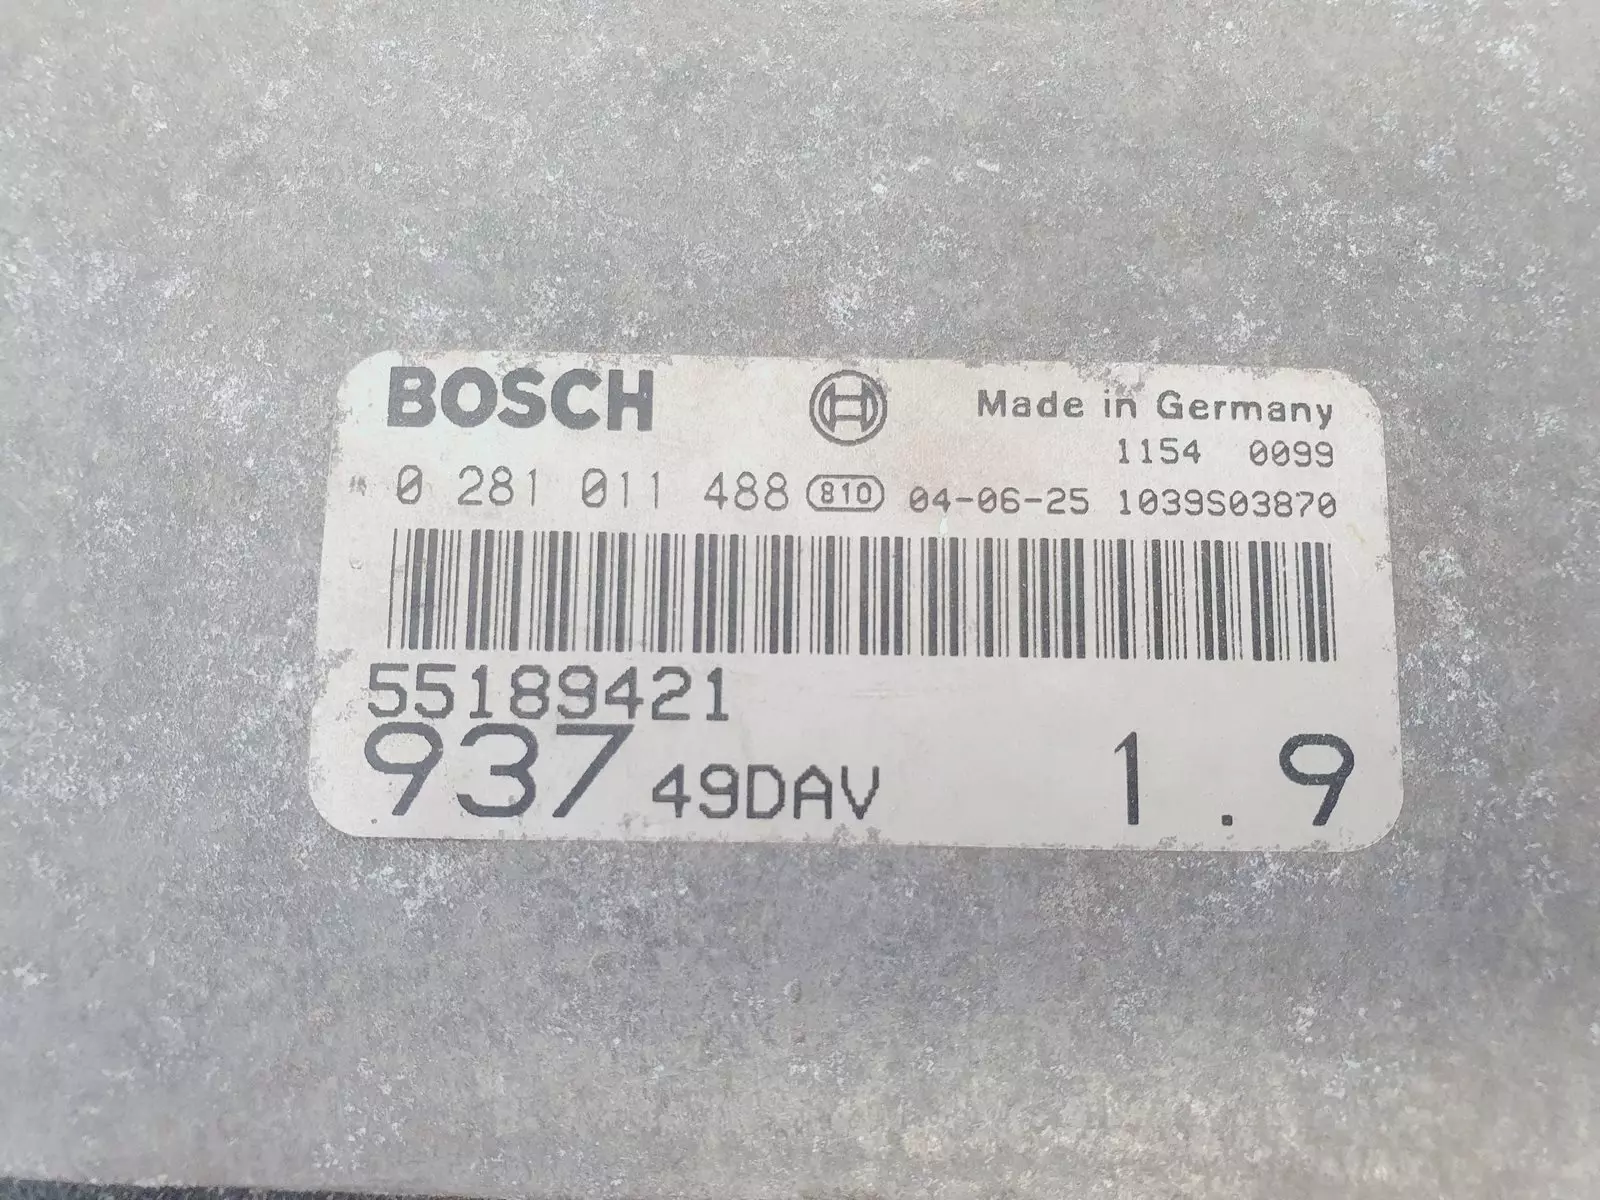 BOSCH Made in Germany
1154 0099
0 281 011 488 810 04-06-25 1039S03870
55189421
937 49DAV 1.9